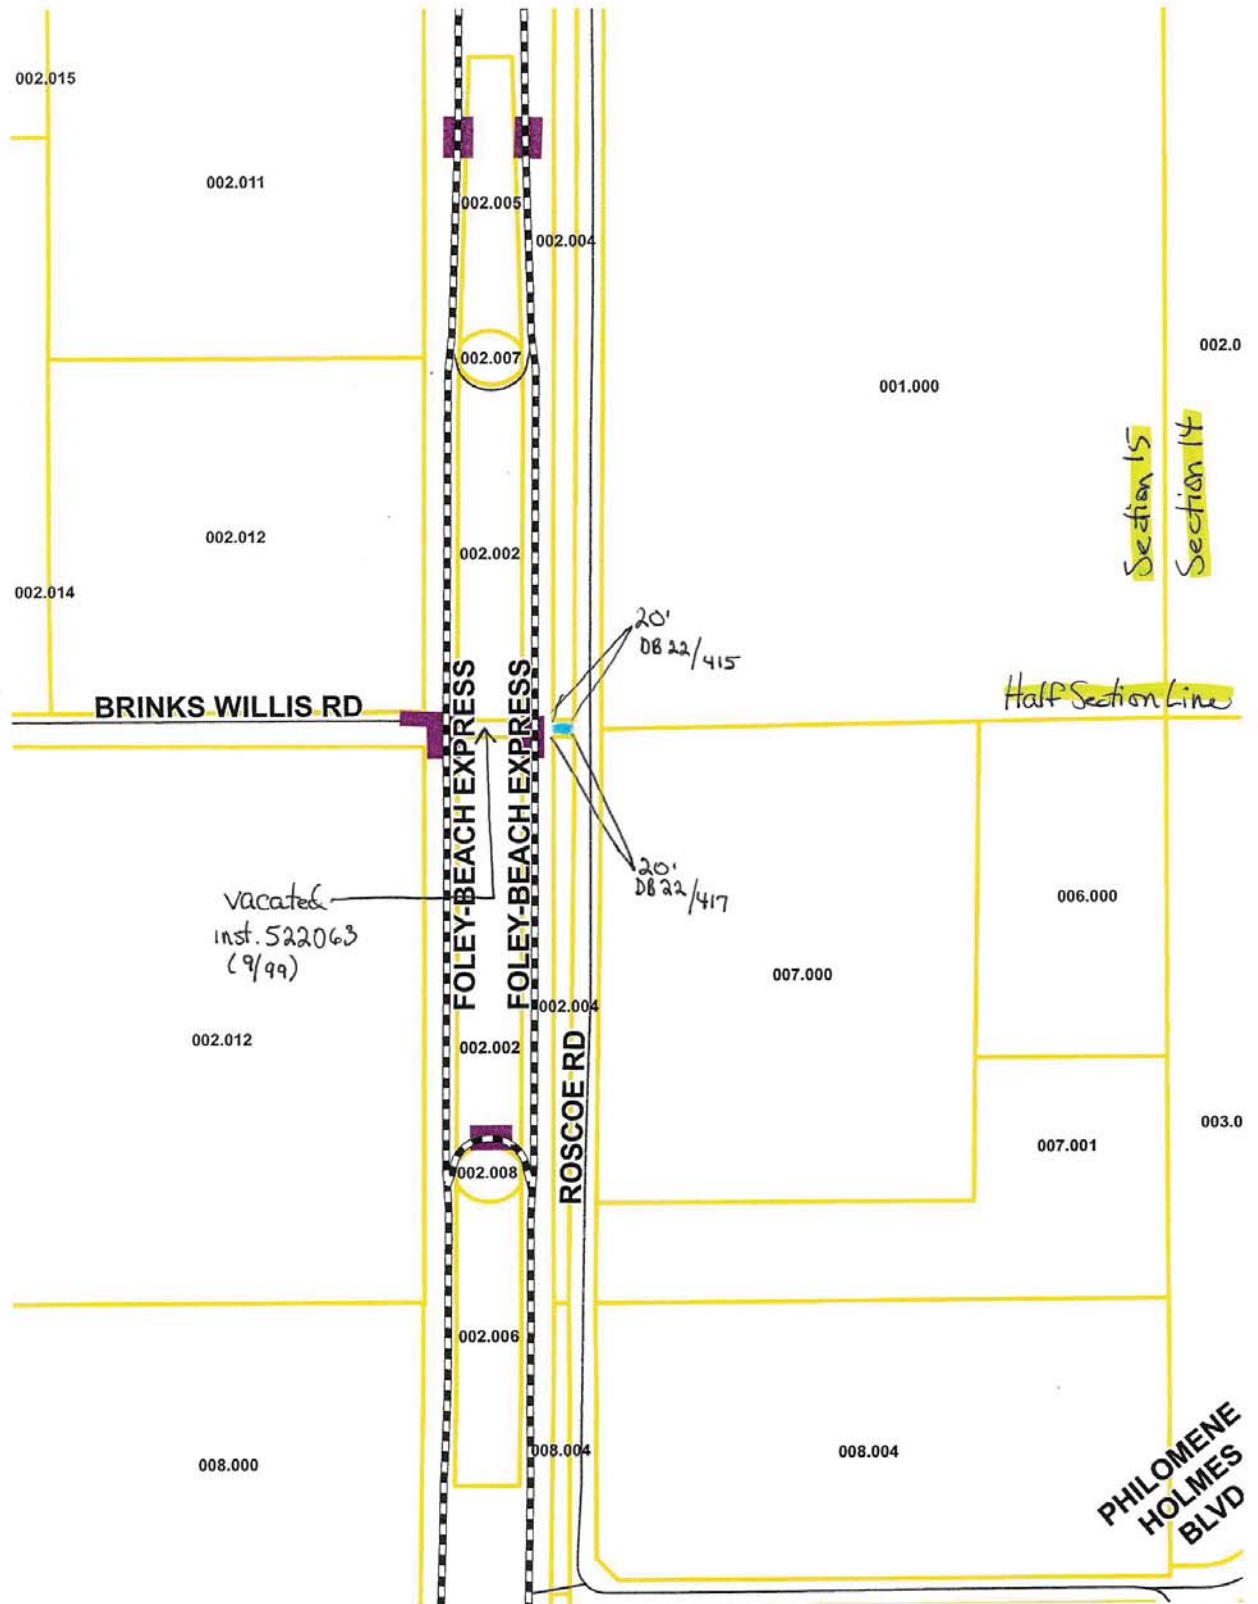 002.015
002.011
002.005
002.004
002.007
002.0
001.000
Section 15
Section 14
002.012
002.002
002.014
20'
DB 22/415
Half Section Line
BRINKS WILLIS RD
FOLEY-BEACH EXPRESS
FOLEY-BEACH EXPRESS
20'
DB 22/417
vacated
inst. 522063
(9/99)
006.000
007.000
002.004
002.012
002.002
ROSCOE RD
003.0
007.001
002.008
002.006
008.000
008.004
008.004
PHILOMENE
HOLMES
BLVD